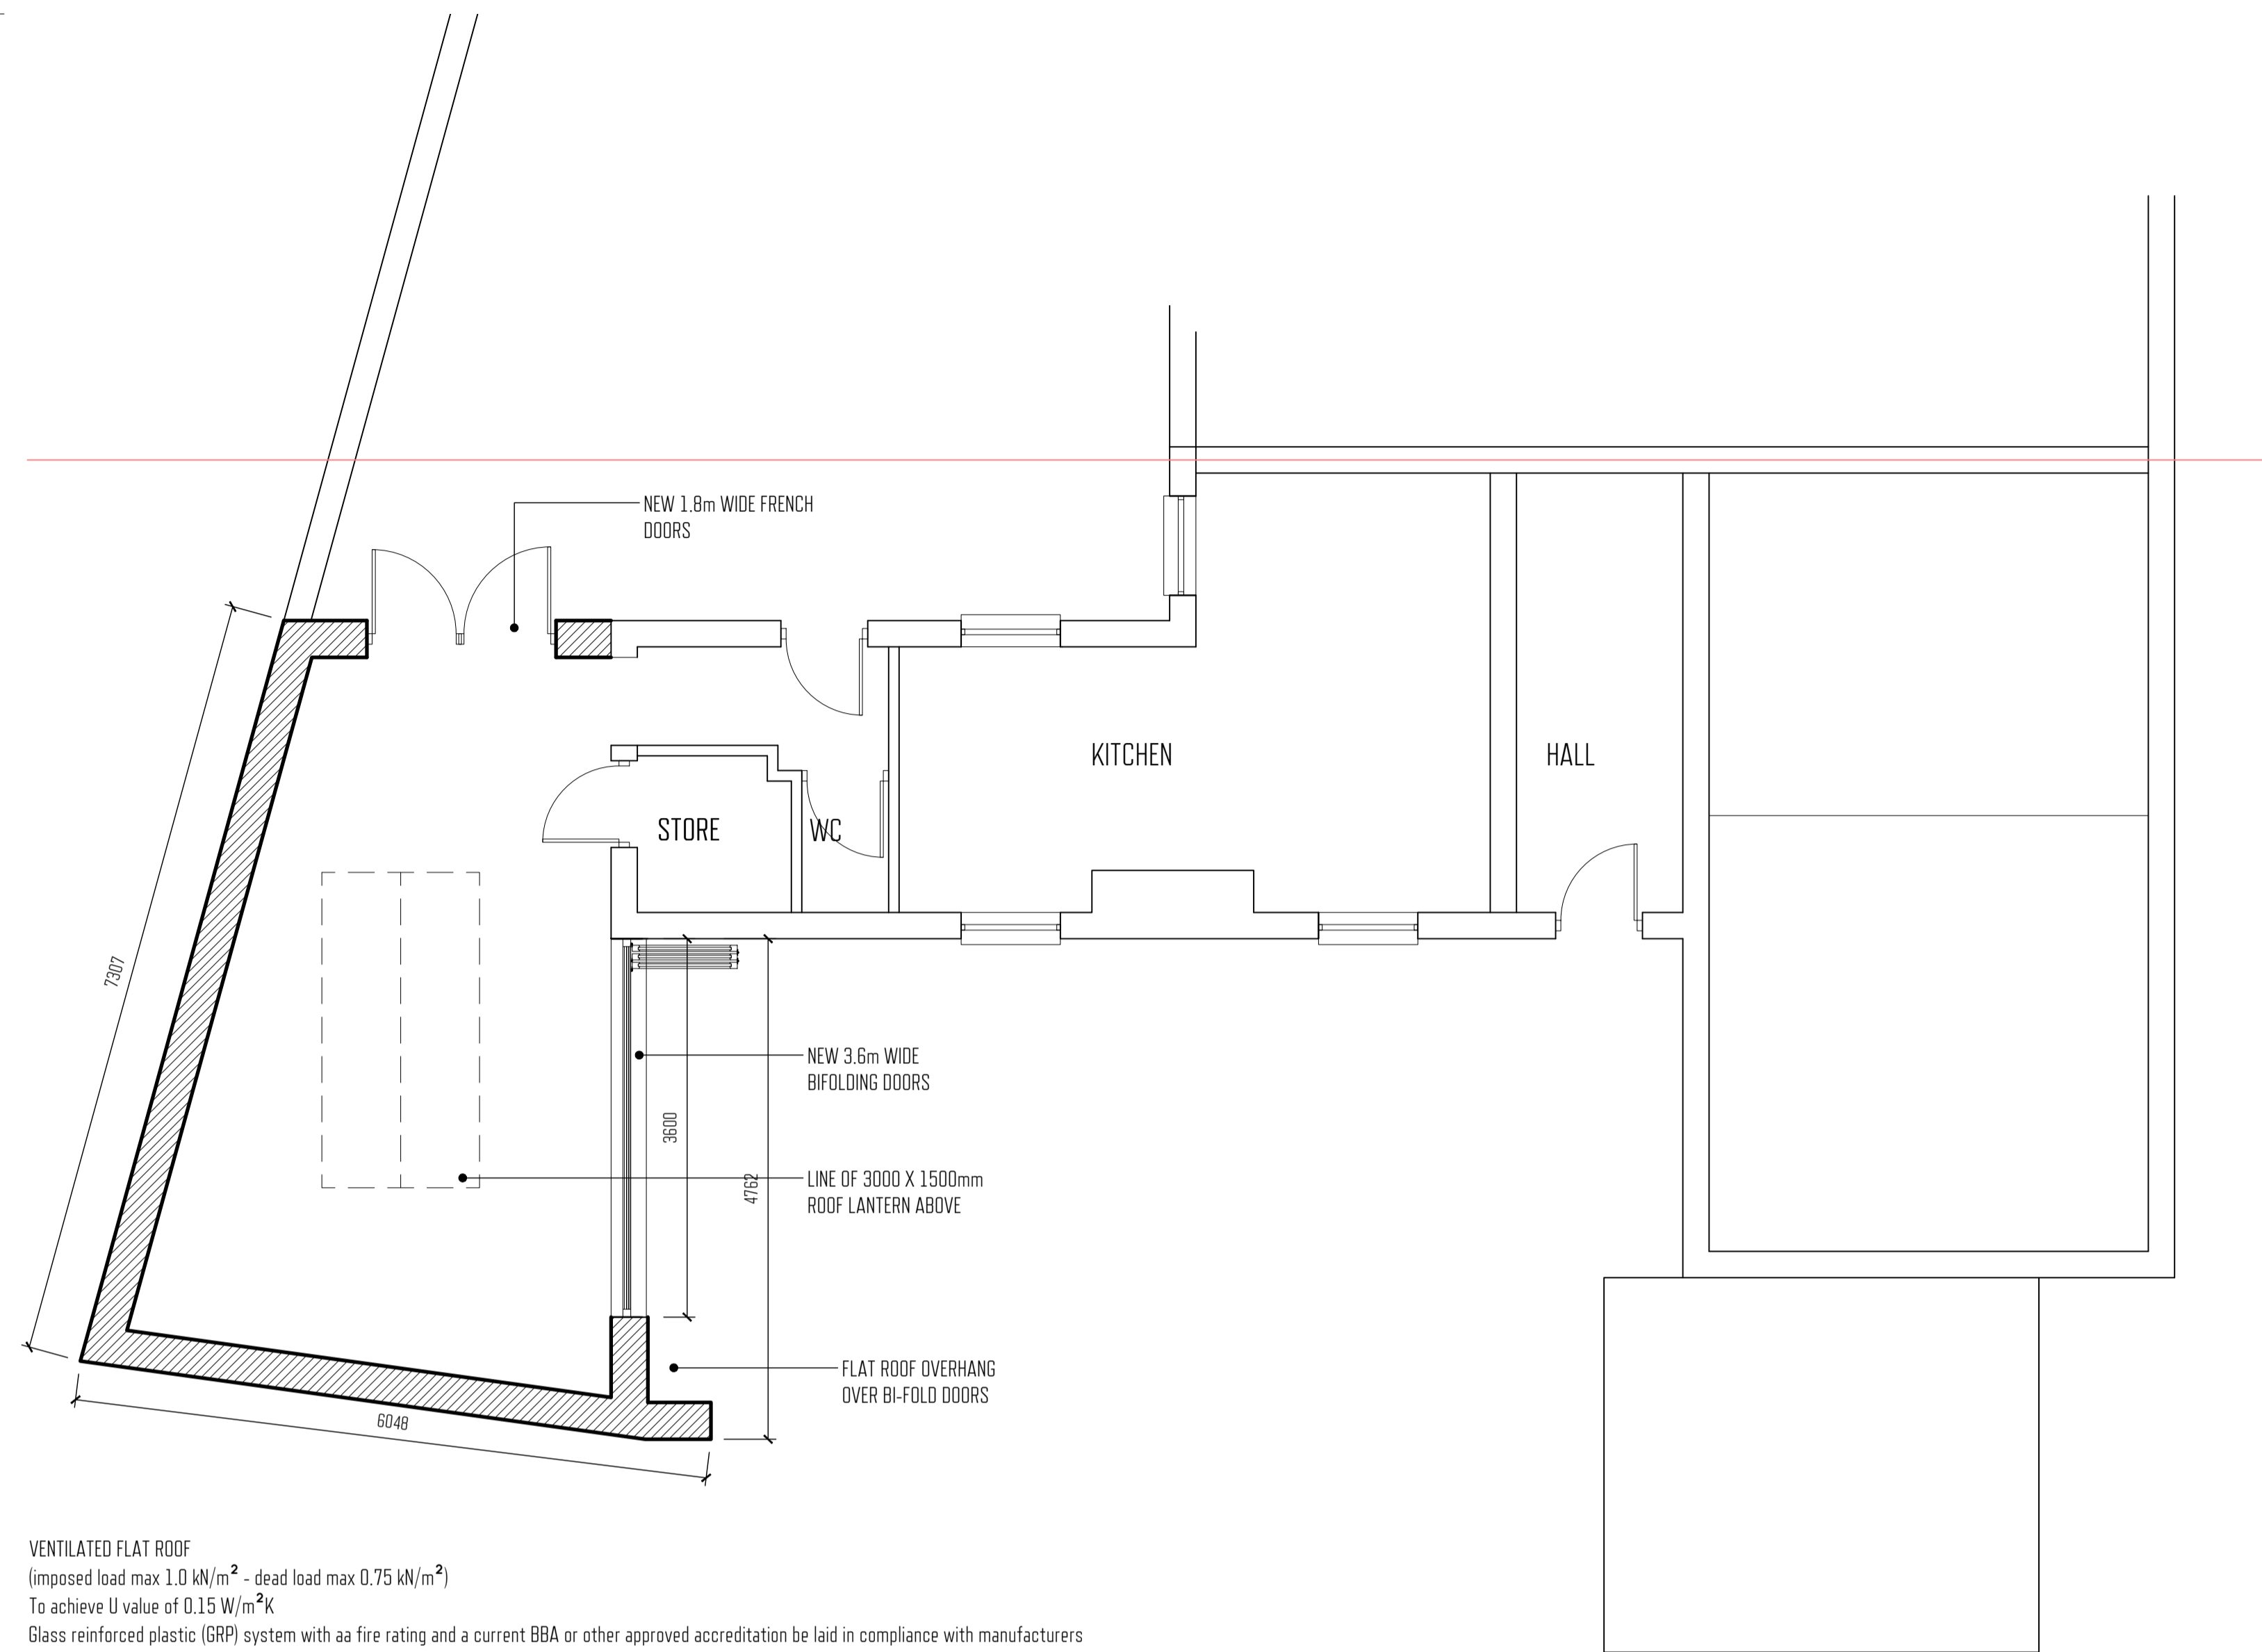 NEW 1.8m WIDE FRENCH
DOORS
KITCHEN
HALL
STORE
WC
7307
NEW 3.6m WIDE
BIFOLDING DOORS
3600
LINE OF 3000 X 1500mm
ROOF LANTERN ABOVE
4762
FLAT ROOF OVERHANG
OVER BI-FOLD DOORS
6048
VENTILATED FLAT ROOF
(imposed load max 1.0 kN/m² - dead load max 0.75 kN/m²)
To achieve U value of 0.15 W/m²K
Glass reinforced plastic (GRP) system with aa fire rating and a current BBA or other approved accreditation be laid in compliance with manufacturers